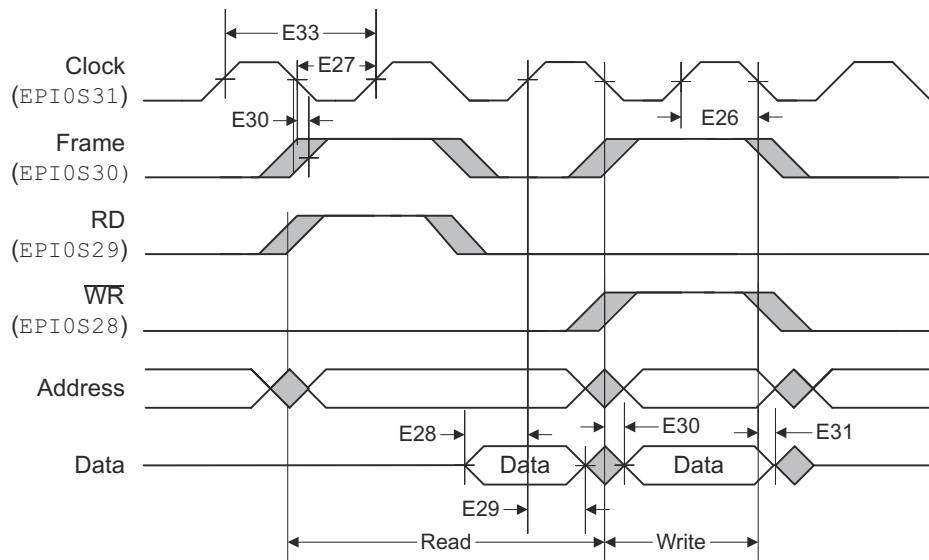 E33
Clock
E27
(EPI0S31)
E30
E26
Frame
(EPI0S30)
RD
(EPI0S29)
WR
(EPI0S28)
Address
E28
E30
E31
Data
Data
Data
E29
Read
Write